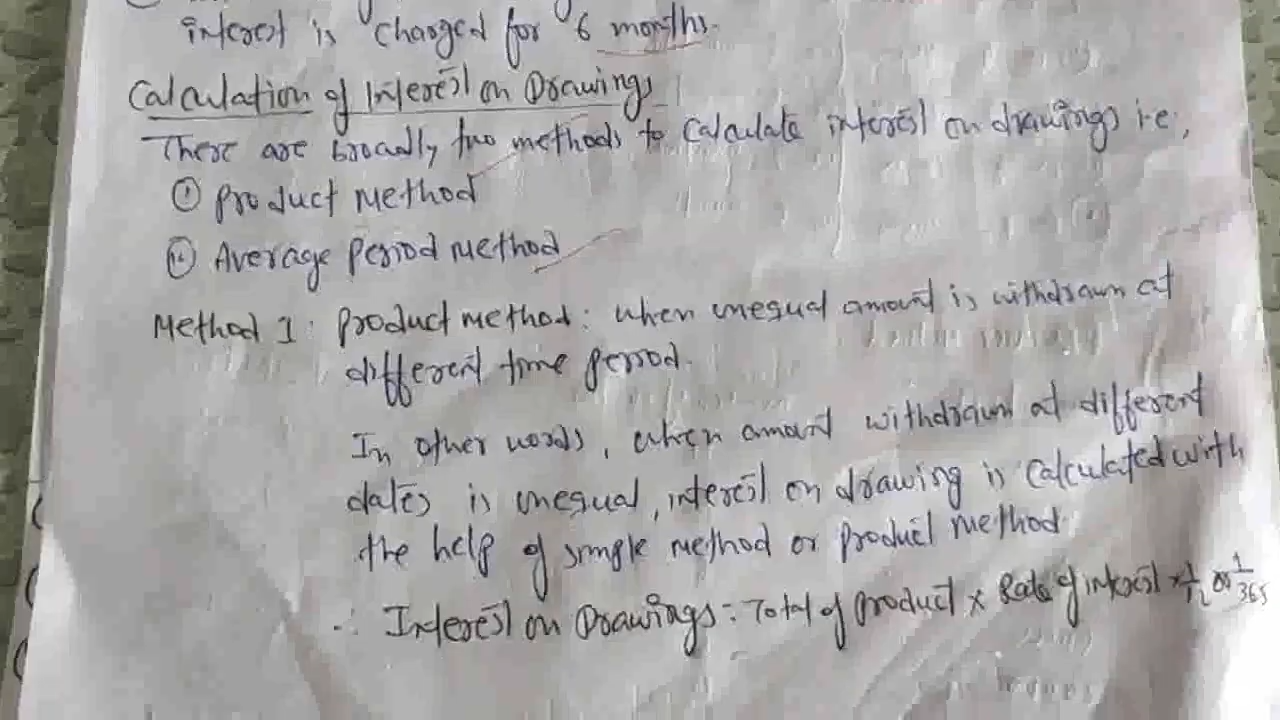 interest is charged for 6 months.
Calculation of Interest on Drawings
There are broadly two methods to calculate interest on drawings i.e.,
(i) Product Method
(ii) Average Period method
Method 1: Product method: when unequal amount is withdrawn at
different time period.
In other words, when amount withdrawn at different
dates is unequal, interest on drawing is calculated with
the help of simple method or product method
∴ Interest on Drawings = Total of Product × Rate of interest × 1/12 or 1/365